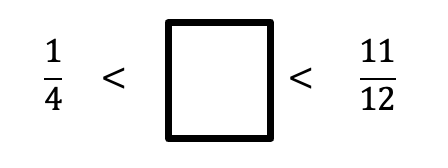 1/4 < □ < 11/12